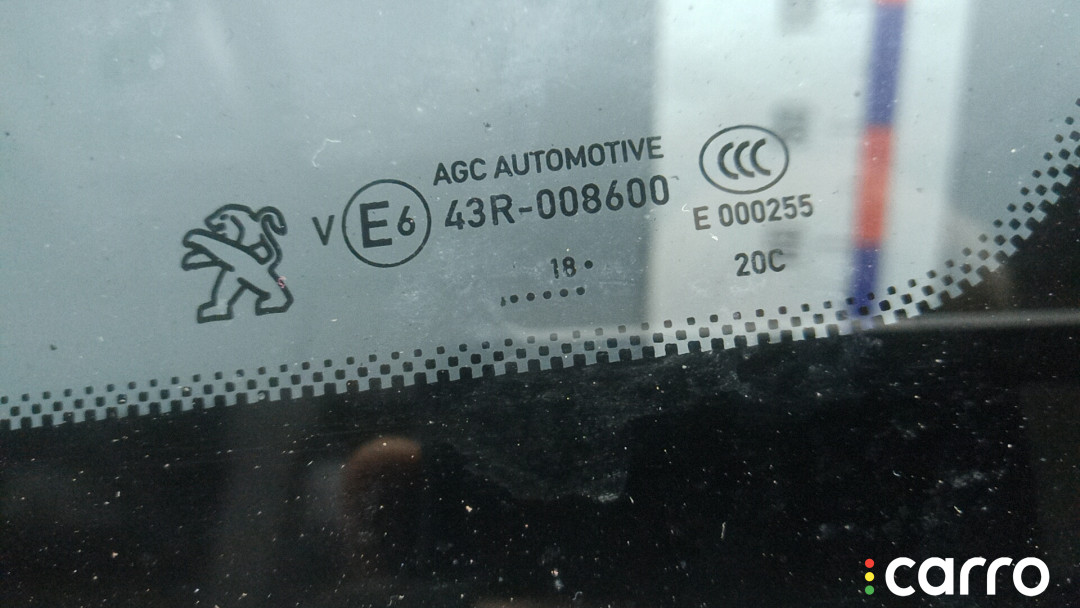 AGC AUTOMOTIVE
V E6 43R-008600
18
CCC
E 000255
20C
carro